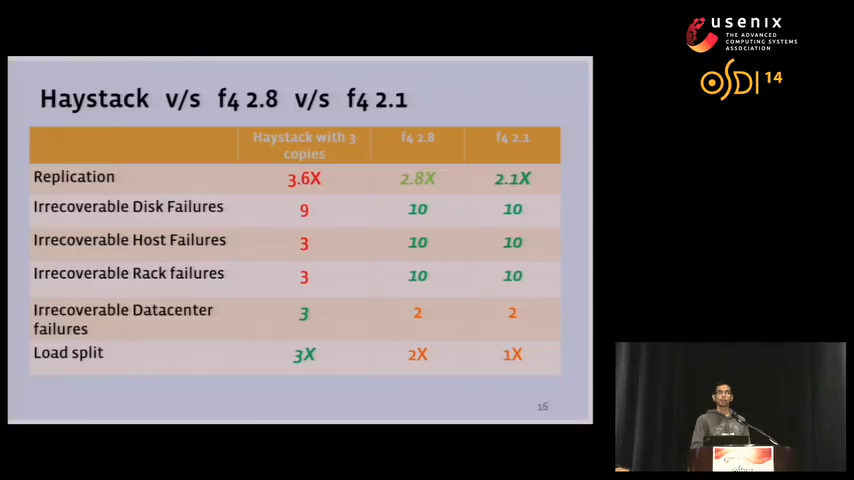 usenix
THE ADVANCED
COMPUTING SYSTEMS
ASSOCIATION
OSDI 14
Haystack v/s f4 2.8 v/s f4 2.1
Haystack with 3 copies f4 2.8 f4 2.1
Replication 3.6X 2.8X 2.1X
Irrecoverable Disk Failures 9 10 10
Irrecoverable Host Failures 3 10 10
Irrecoverable Rack failures 3 10 10
Irrecoverable Datacenter failures 3 2 2
Load split 3X 2X 1X
16
OSDI